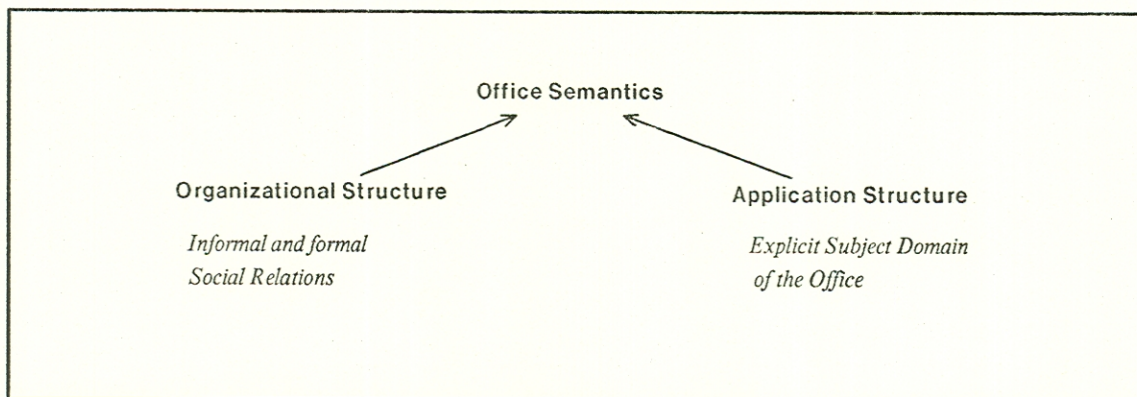 Office Semantics
Organizational Structure
Application Structure
Informal and formal
Social Relations
Explicit Subject Domain
of the Office